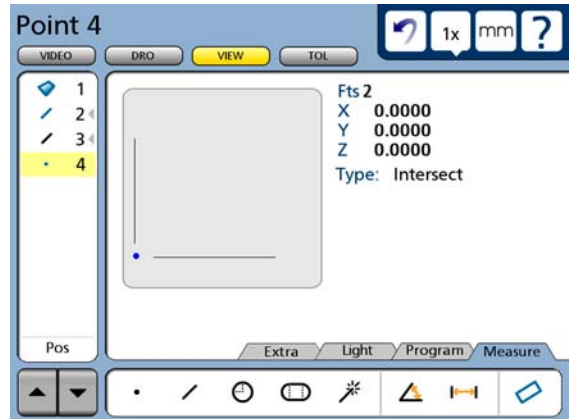 Point 4
1x
mm
?
VIDEO
DRO
VIEW
TOL
1
2
3
4
Pos
Fts 2
X 0.0000
Y 0.0000
Z 0.0000
Type: Intersect
Extra
Light
Program
Measure